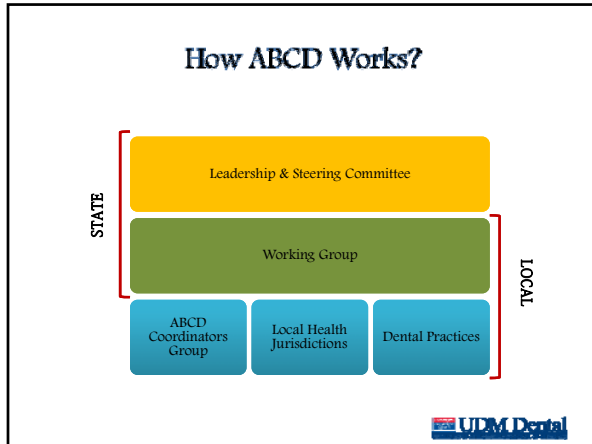 How ABCD Works?
STATE
Leadership & Steering Committee
Working Group
LOCAL
ABCD
Coordinators
Group
Local Health
Jurisdictions
Dental Practices
UDM Dental